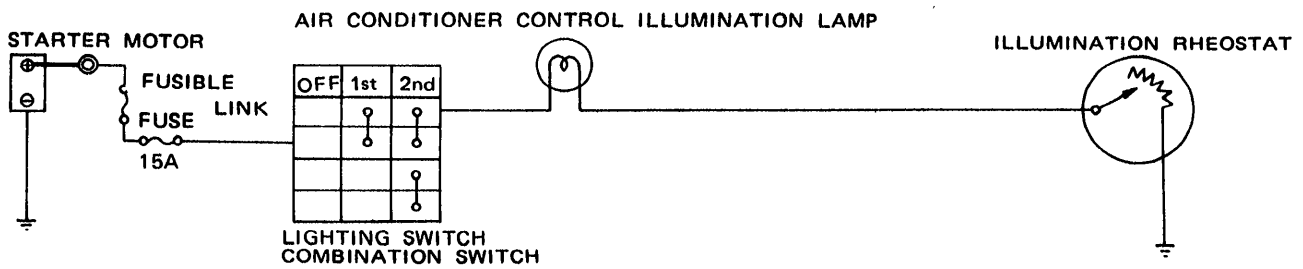 AIR CONDITIONER CONTROL ILLUMINATION LAMP
STARTER MOTOR
ILLUMINATION RHEOSTAT
FUSIBLE
LINK
FUSE
15A
OFF 1st 2nd
LIGHTING SWITCH
COMBINATION SWITCH